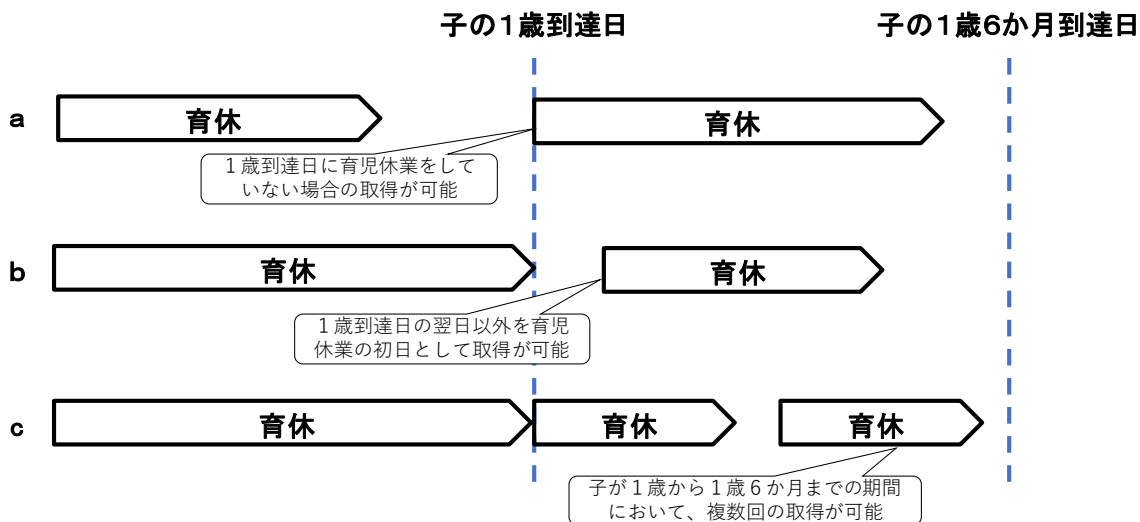 子の１歳到達日
子の１歳６か月到達日
a
育休
育休
１歳到達日に育児休業をして
いない場合の取得が可能
b
育休
育休
１歳到達日の翌日以外を育児
休業の初日として取得が可能
c
育休
育休
育休
子が１歳から１歳６か月までの期間
において、複数回の取得が可能